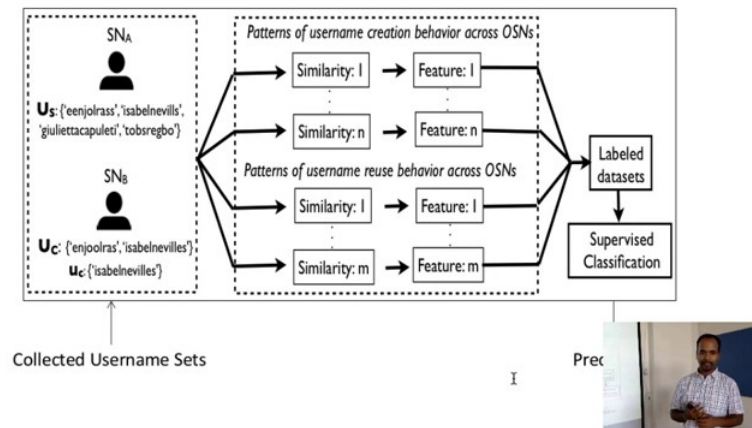 SNA
Us: {'eenjolrass','isabelnevills',
'giuliettacapuleti','tobsregbo'}
SNB
Uc: {'enjoolras','isabelnevilles'}
uc: {'isabelnevilles'}
Patterns of username creation behavior across OSNs
Similarity: 1 Feature: 1
Similarity: n Feature: n
Patterns of username reuse behavior across OSNs
Similarity: 1 Feature: 1
Similarity: m Feature: m
Labeled
datasets
Supervised
Classification
Collected Username Sets